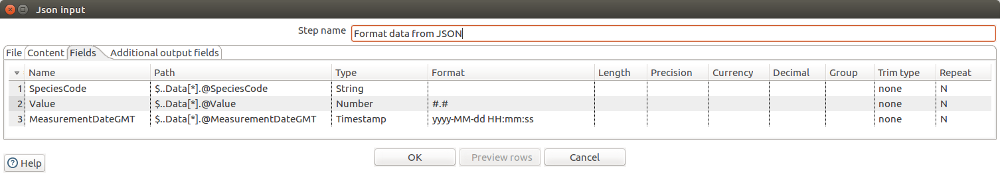 Json input
Step name Format data from JSON
File Content Fields Additional output fields
Name Path Type Format Length Precision Currency Decimal Group Trim type Repeat
1 SpeciesCode $..Data[*].@SpeciesCode String none N
2 Value $..Data[*].@Value Number #.# none N
3 MeasurementDateGMT $..Data[*].@MeasurementDateGMT Timestamp yyyy-MM-dd HH:mm:ss none N
OK Preview rows Cancel
? Help